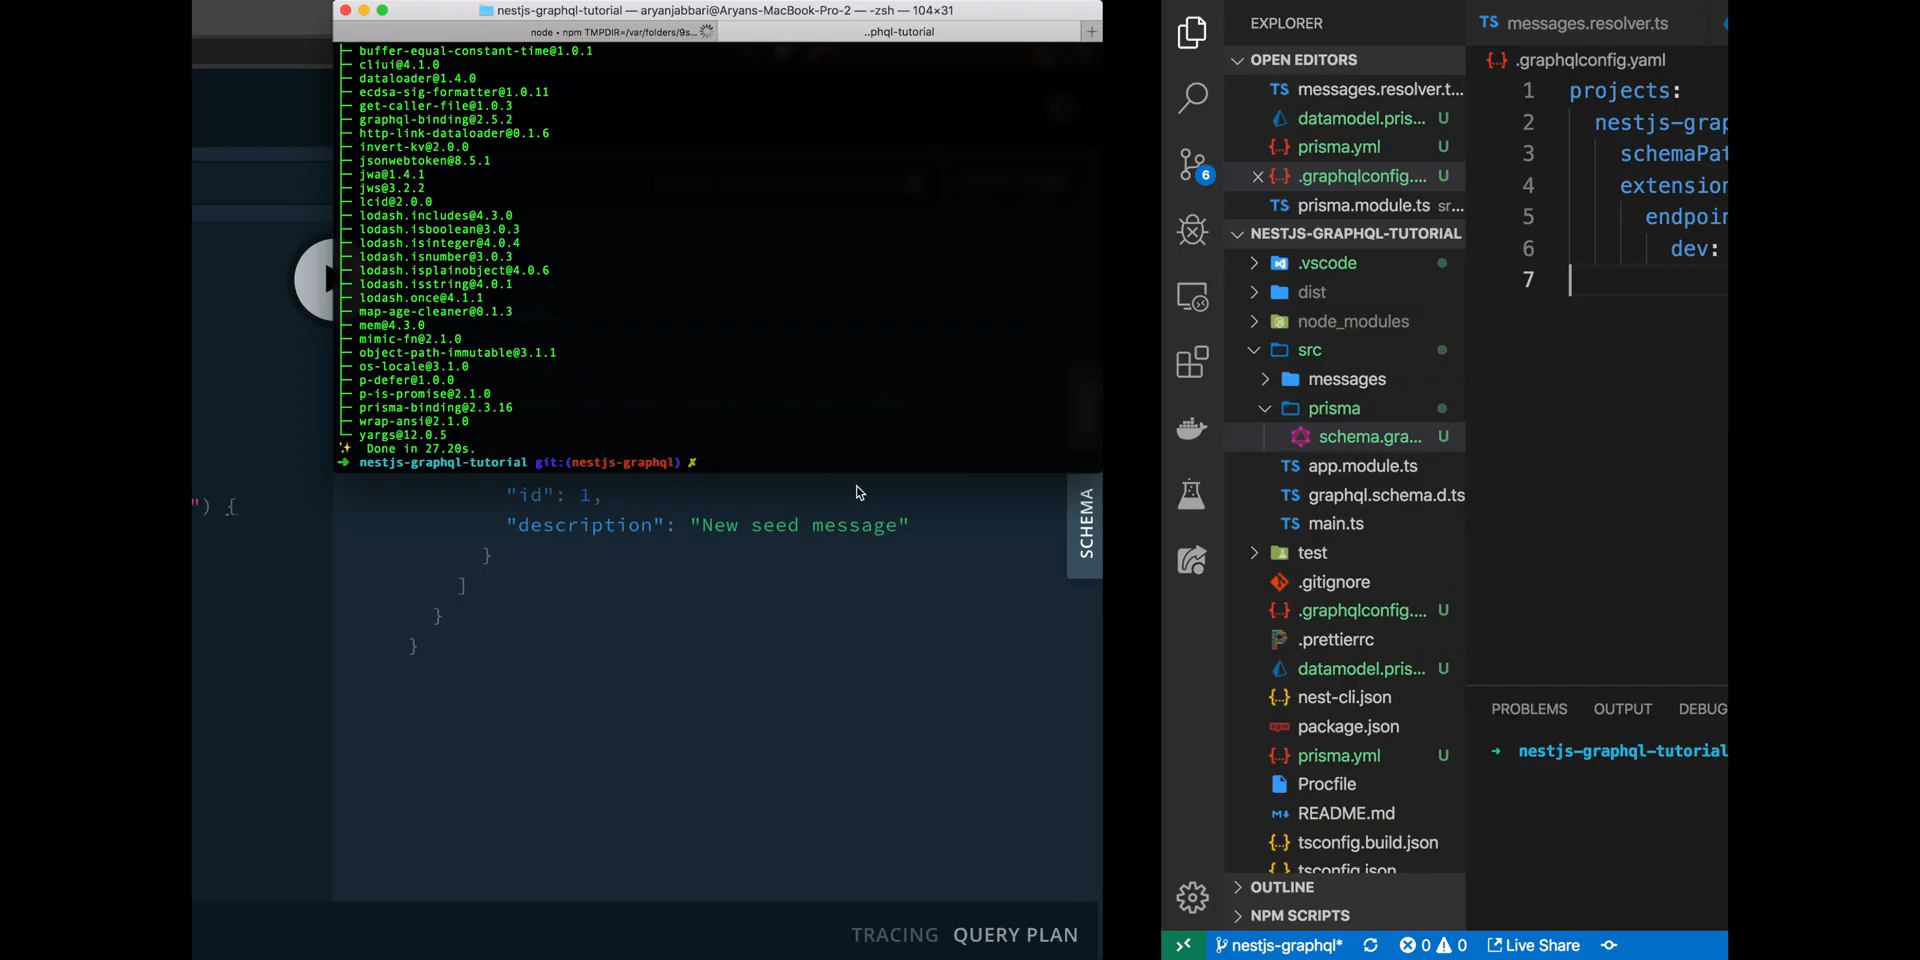 nestjs-graphql-tutorial — aryanjabbari@Aryans-MacBook-Pro-2 — -zsh — 104×31
node • npm TMPDIR=/var/folders/9s...
..phql-tutorial
+
├─ buffer-equal-constant-time@1.0.1
├─ cliui@4.1.0
├─ dataloader@1.4.0
├─ ecdsa-sig-formatter@1.0.11
├─ get-caller-file@1.0.3
├─ graphql-binding@2.5.2
├─ http-link-dataloader@0.1.6
├─ invert-kv@2.0.0
├─ jsonwebtoken@8.5.1
├─ jwa@1.4.1
├─ jws@3.2.2
├─ lcid@2.0.0
├─ lodash.includes@4.3.0
├─ lodash.isboolean@3.0.3
├─ lodash.isinteger@4.0.4
├─ lodash.isnumber@3.0.3
├─ lodash.isplainobject@4.0.6
├─ lodash.isstring@4.0.1
├─ lodash.once@4.1.1
├─ map-age-cleaner@0.1.3
├─ mem@4.3.0
├─ mimic-fn@2.1.0
├─ object-path-immutable@3.1.1
├─ os-locale@3.1.0
├─ p-defer@1.0.0
├─ p-is-promise@2.1.0
├─ prisma-binding@2.3.16
├─ wrap-ansi@2.1.0
└─ yargs@12.0.5
✨ Done in 27.20s.
➜ nestjs-graphql-tutorial git:(nestjs-graphql) ✗
") {
"id": 1,
"description": "New seed message"
}
]
}
}
SCHEMA
TRACING QUERY PLAN
EXPLORER
OPEN EDITORS
TS messages.resolver.t...
datamodel.pris... U
{..} prisma.yml U
{..} .graphqlconfig.... U
TS prisma.module.ts sr...
6
NESTJS-GRAPHQL-TUTORIAL
.vscode
dist
node_modules
src
messages
prisma
schema.gra... U
TS app.module.ts
TS graphql.schema.d.ts
TS main.ts
test
.gitignore
{..} .graphqlconfig.... U
.prettierrc
datamodel.pris... U
{..} nest-cli.json
package.json
{..} prisma.yml U
Procfile
README.md
{..} tsconfig.build.json
tsconfig.json
OUTLINE
NPM SCRIPTS
TS messages.resolver.ts
{..} .graphqlconfig.yaml
1 projects:
2 nestjs-grap
3 schemaPat
4 extension
5 endpoin
6 dev:
7
PROBLEMS OUTPUT DEBUG
➜ nestjs-graphql-tutorial
nestjs-graphql* 0 0 Live Share